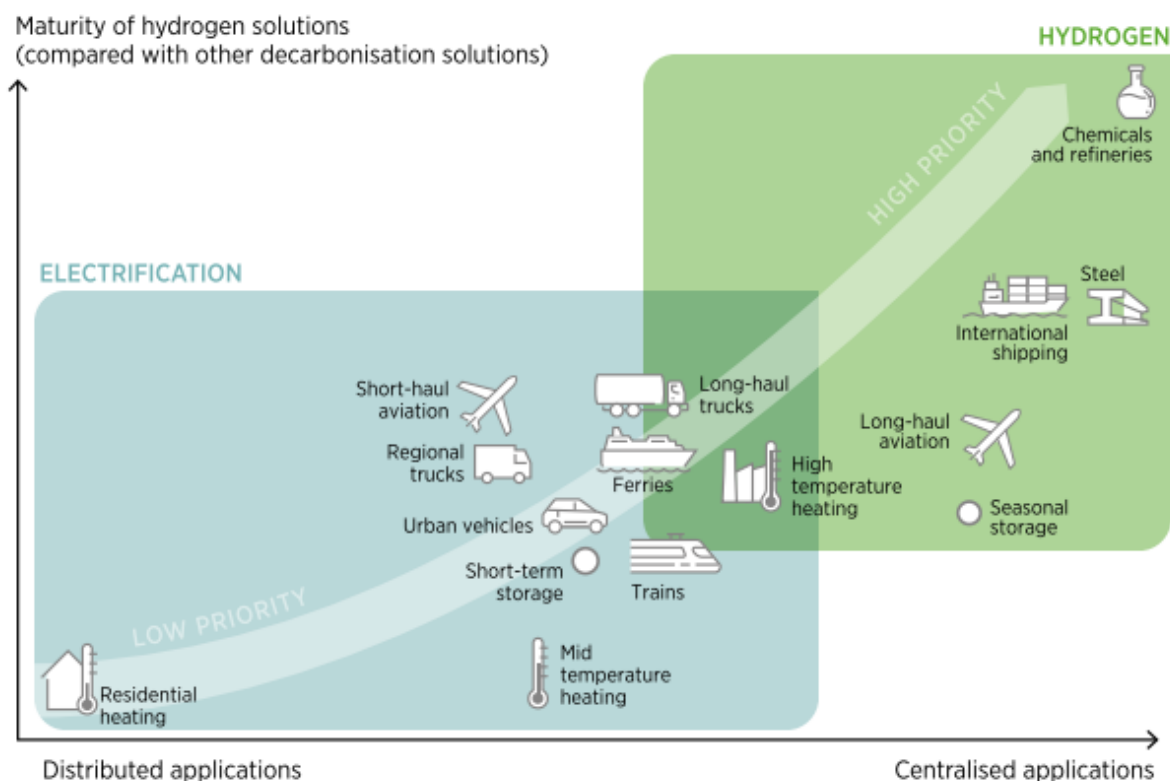 Maturity of hydrogen solutions
(compared with other decarbonisation solutions)
HYDROGEN
Chemicals
and refineries
HIGH PRIORITY
ELECTRIFICATION
Steel
International
shipping
Short-haul
aviation
Long-haul
trucks
Long-haul
aviation
Regional
trucks
Ferries
High
temperature
heating
Urban vehicles
Seasonal
storage
Short-term
storage
Trains
LOW PRIORITY
Mid
temperature
heating
Residential
heating
Distributed applications
Centralised applications